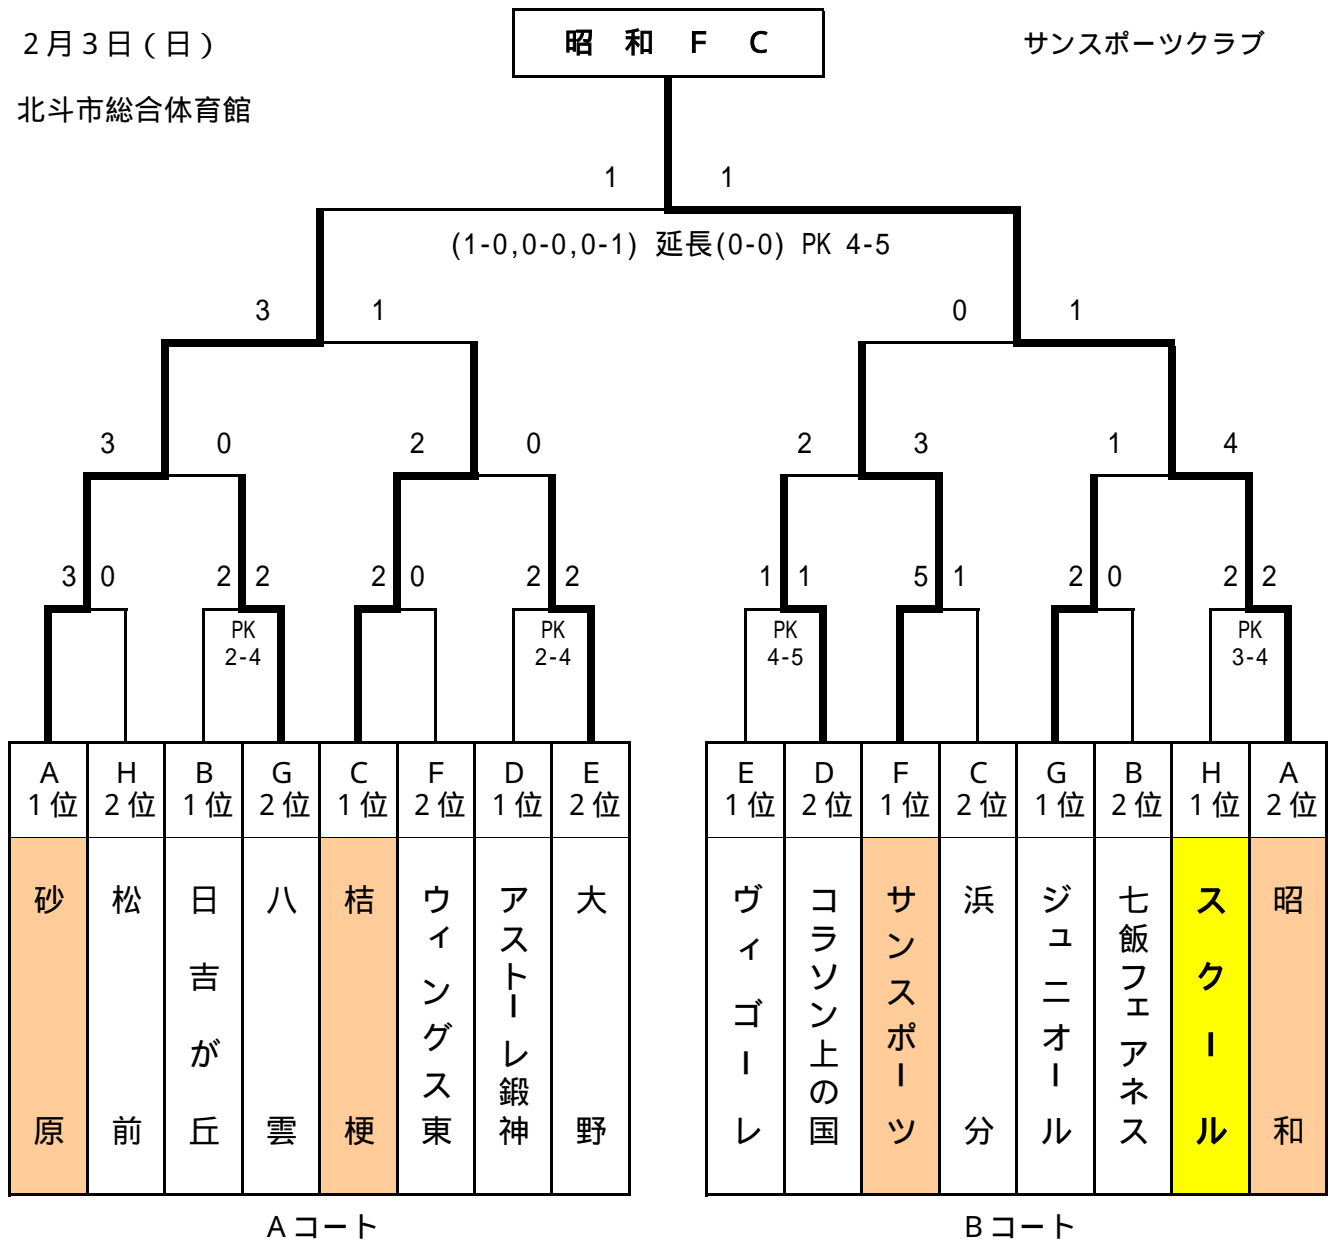 2月3日(日)
昭和FC
サンスポーツクラブ
北斗市総合体育館
1 1
(1-0,0-0,0-1) 延長(0-0) PK 4-5
3 1 0 1
3 0 2 0 2 3 1 4
3 0 2 2 2 0 2 2 1 1 5 1 2 0 2 2
PK PK PK PK
2-4 2-4 4-5 3-4
A H B G C F D E E D F C G B H A
1位 2位 1位 2位 1位 2位 1位 2位 1位 2位 1位 2位 1位 2位 1位 2位
砂原
松前
日吉が丘
八雲
桔梗
ウィングス東
アストーレ鍛神
大野
ヴィゴーレ
コラソン上の国
サンスポーツ
浜分
ジュニオール
七飯フェアネス
スクール
昭和
Aコート Bコート